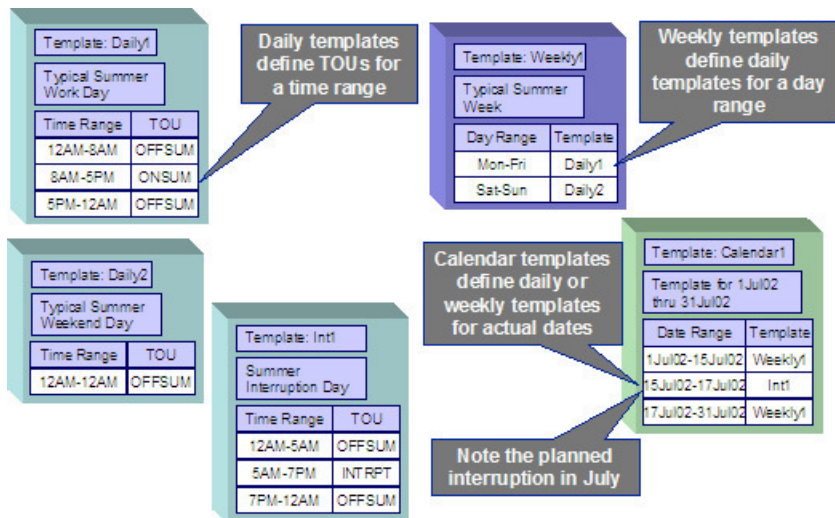 Template: Daily1
Typical Summer
Work Day
Time Range TOU
12AM-8AM OFFSUM
8AM-5PM ONSUM
5PM-12AM OFFSUM
Daily templates
define TOUs for
a time range
Template: Weekly1
Typical Summer
Week
Day Range Template
Mon-Fri Daily1
Sat-Sun Daily2
Weekly templates
define daily
templates for a day
range
Template: Daily2
Typical Summer
Weekend Day
Time Range TOU
12AM-12AM OFFSUM
Template: Int1
Summer
Interruption Day
Time Range TOU
12AM-5AM OFFSUM
5AM-7PM INTRPT
7PM-12AM OFFSUM
Calendar templates
define daily or
weekly templates
for actual dates
Template: Calendar1
Template for 1Jul02
thru 31Jul02
Date Range Template
1Jul02-15Jul02 Weekly1
15Jul02-17Jul02 Int1
17Jul02-31Jul02 Weekly1
Note the planned
interruption in July